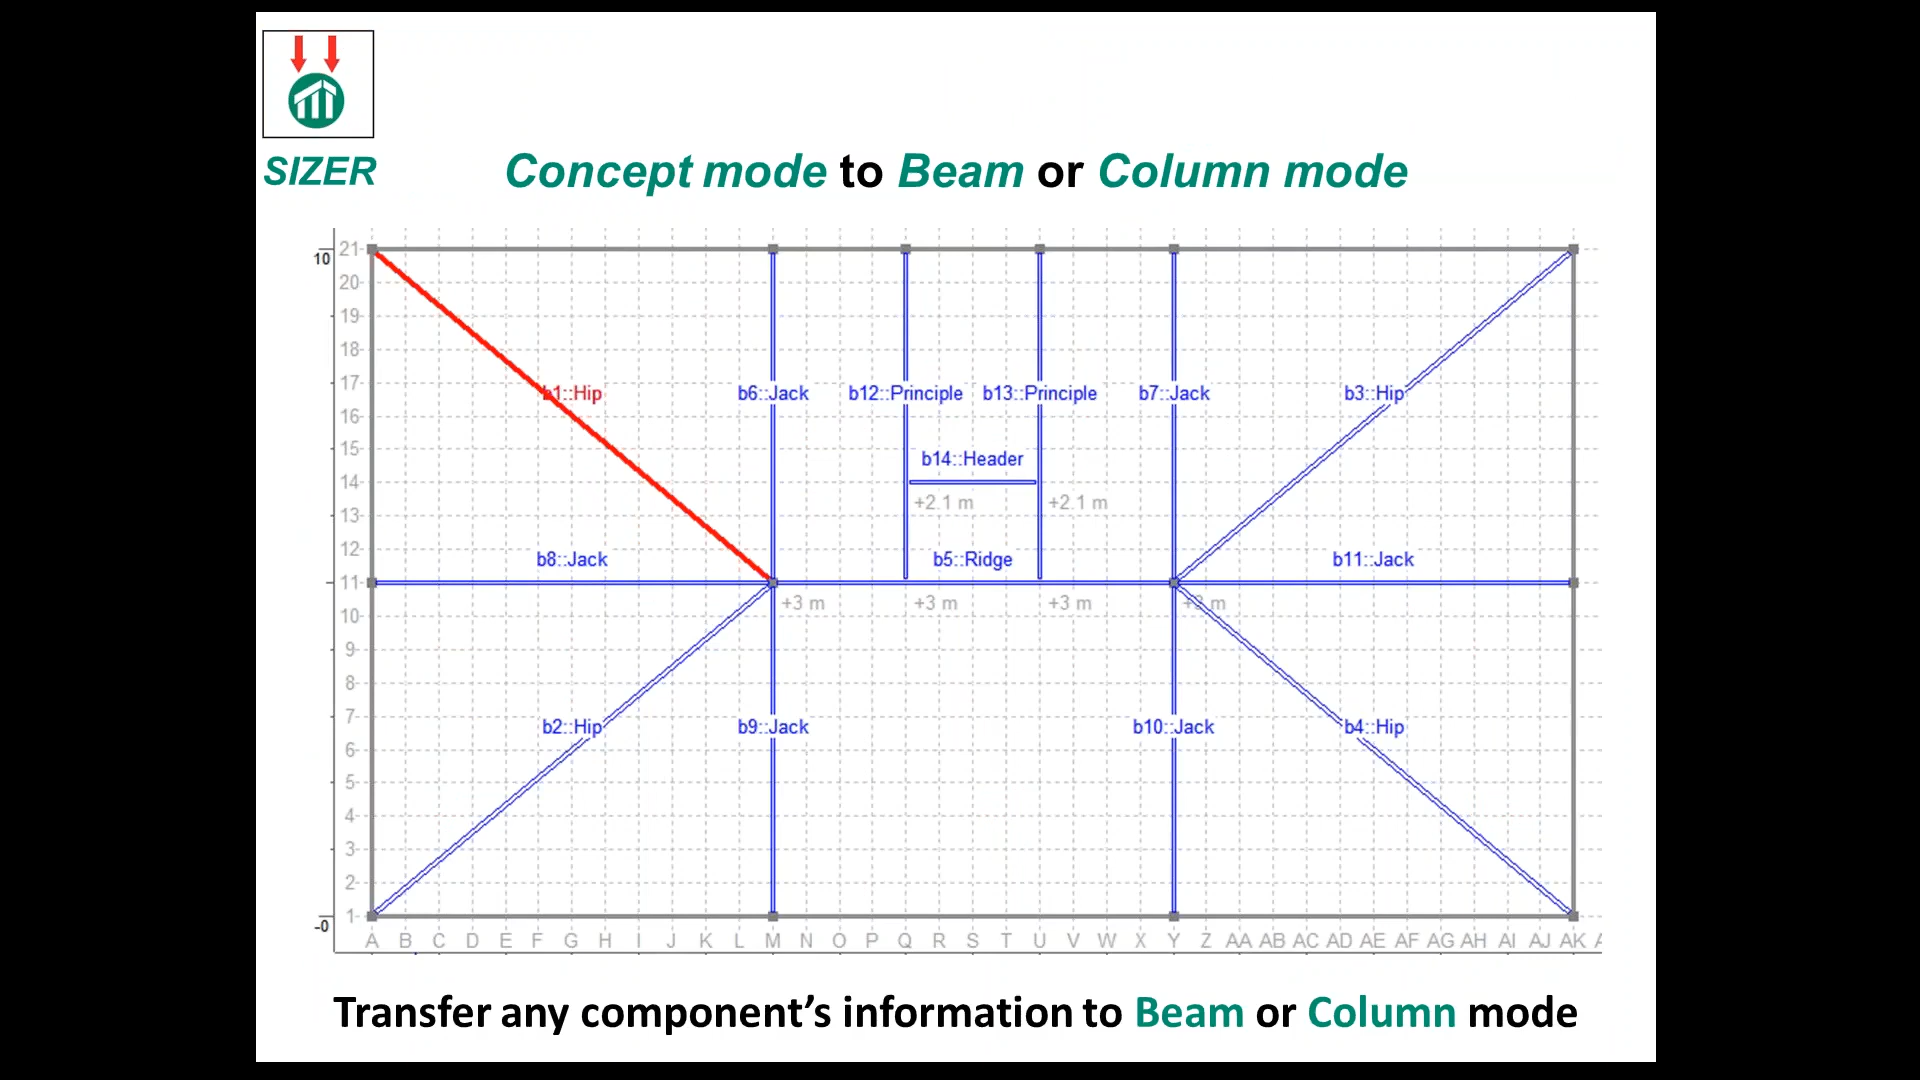 SIZER
Concept mode to Beam or Column mode
21
10
20
19
18
17
b1::Hip
b6::Jack
b12::Principle
b13::Principle
b7::Jack
b3::Hip
16
15
b14::Header
14
+2.1 m
+2.1 m
13
12
b8::Jack
b5::Ridge
b11::Jack
11
+3 m
+3 m
+3 m
+3 m
10
9
8
7
b2::Hip
b9::Jack
b10::Jack
b4::Hip
6
5
4
3
2
1
-0
A B C D E F G H I J K L M N O P Q R S T U V W X Y Z AA AB AC AD AE AF AG AH AI AJ AK
Transfer any component’s information to Beam or Column mode